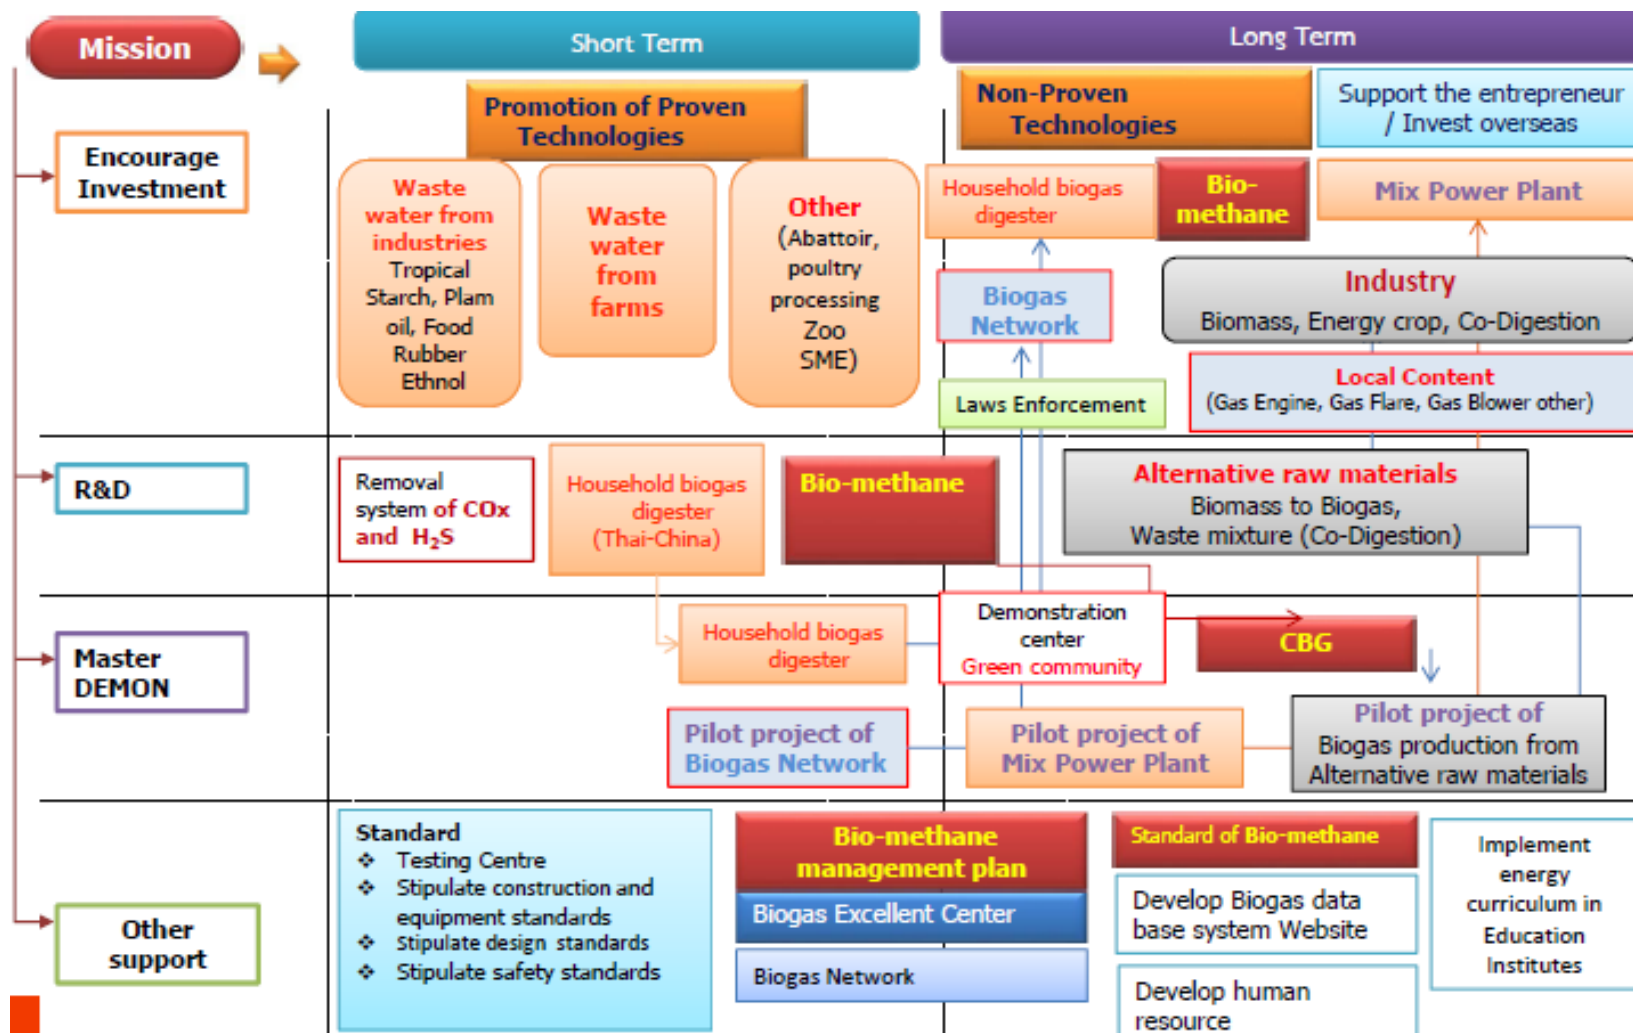 Mission
Short Term
Long Term
Promotion of Proven
Technologies
Non-Proven
Technologies
Support the entrepreneur
/ Invest overseas
Encourage
Investment
Waste
water from
industries
Tropical
Starch, Plam
oil, Food
Rubber
Ethnol
Waste
water
from
farms
Other
(Abattoir,
poultry
processing
Zoo
SME)
Household biogas
digester
Bio-
methane
Mix Power Plant
Biogas
Network
Industry
Biomass, Energy crop, Co-Digestion
Laws Enforcement
Local Content
(Gas Engine, Gas Flare, Gas Blower other)
R&D
Removal
system of COx
and H₂S
Household biogas
digester
(Thai-China)
Bio-methane
Alternative raw materials
Biomass to Biogas,
Waste mixture (Co-Digestion)
Master
DEMON
Household biogas
digester
Demonstration
center
Green community
CBG
Pilot project of
Biogas Network
Pilot project of
Mix Power Plant
Pilot project of
Biogas production from
Alternative raw materials
Other
support
Standard
❖ Testing Centre
❖ Stipulate construction and
equipment standards
❖ Stipulate design standards
❖ Stipulate safety standards
Bio-methane
management plan
Biogas Excellent Center
Biogas Network
Standard of Bio-methane
Develop Biogas data
base system Website
Develop human
resource
Implement
energy
curriculum in
Education
Institutes